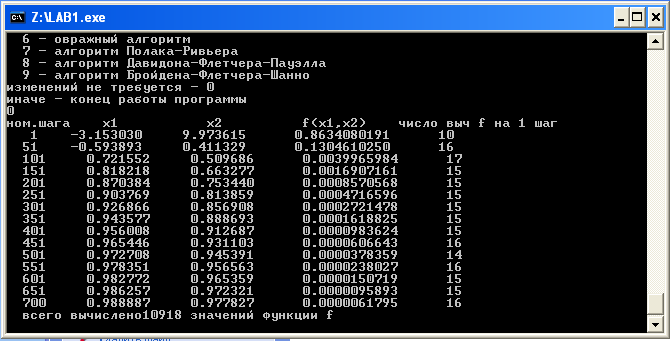 Z:\LAB1.exe
6 - овражный алгоритм
7 - алгоритм Полака-Ривьера
8 - алгоритм Давидона-Флетчера-Пауэлла
9 - алгоритм Бройдена-Флетчера-Шанно
изменений не требуется - 0
иначе - конец работы программы
0
ном.шага x1 x2 f(x1,x2) число выч f на 1 шаг
1 -3.153030 9.973615 0.8634080191 10
51 -0.593893 0.411329 0.1304610250 16
101 0.721552 0.509686 0.0039965984 17
151 0.818218 0.663277 0.0016907161 15
201 0.870384 0.753440 0.0008570568 15
251 0.903769 0.813859 0.0004716596 15
301 0.926866 0.856908 0.0002721478 15
351 0.943577 0.888693 0.0001618825 15
401 0.956008 0.912687 0.0000983624 15
451 0.965446 0.931103 0.0000606643 16
501 0.972708 0.945391 0.0000378359 14
551 0.978351 0.956563 0.0000238027 16
601 0.982772 0.965359 0.0000150719 15
651 0.986257 0.972321 0.0000095893 15
700 0.988887 0.977827 0.0000061795 16
всего вычислено10918 значений функции f